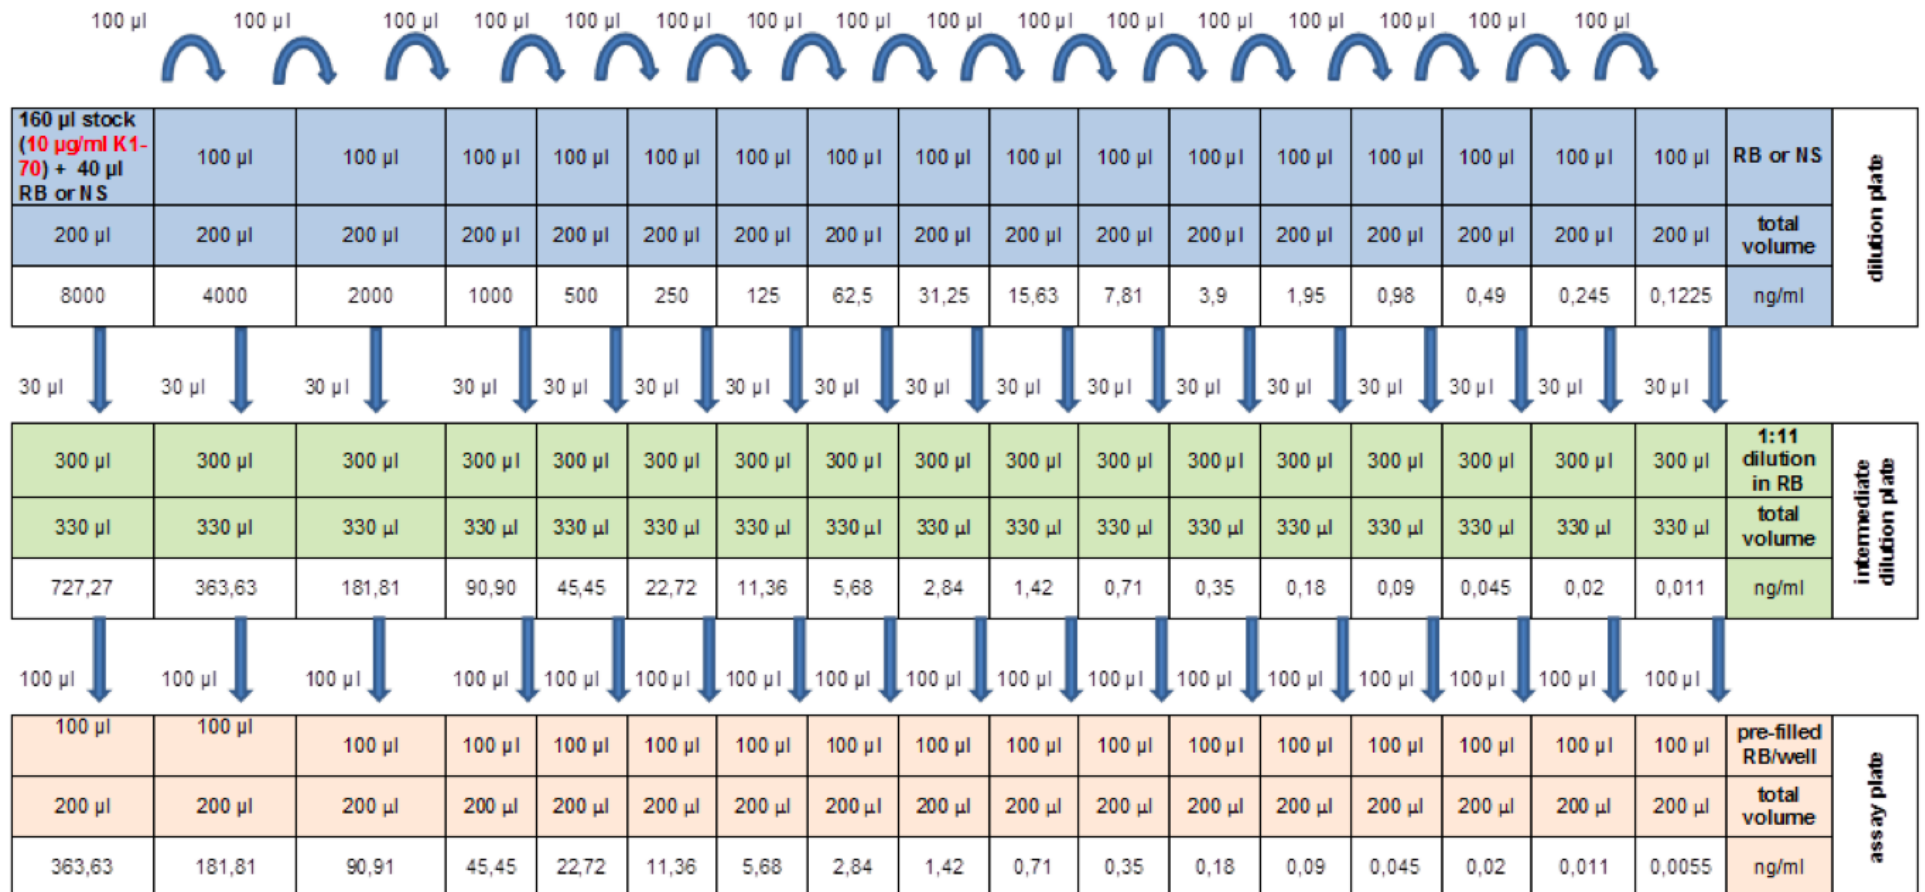 100 µl 100 µl 100 µl 100 µl 100 µl 100 µl 100 µl 100 µl 100 µl 100 µl 100 µl 100 µl 100 µl 100 µl 100 µl 100 µl
160 µl stock
(10 µg/ml K1-
70) + 40 µl
RB or NS
100 µl 100 µl 100 µl 100 µl 100 µl 100 µl 100 µl 100 µl 100 µl 100 µl 100 µl 100 µl 100 µl 100 µl 100 µl 100 µl RB or NS
200 µl 200 µl 200 µl 200 µl 200 µl 200 µl 200 µl 200 µl 200 µl 200 µl 200 µl 200 µl 200 µl 200 µl 200 µl 200 µl 200 µl total
volume
8000 4000 2000 1000 500 250 125 62,5 31,25 15,63 7,81 3,9 1,95 0,98 0,49 0,245 0,1225 ng/ml
dilution plate
30 µl 30 µl 30 µl 30 µl 30 µl 30 µl 30 µl 30 µl 30 µl 30 µl 30 µl 30 µl 30 µl 30 µl 30 µl 30 µl 30 µl
300 µl 300 µl 300 µl 300 µl 300 µl 300 µl 300 µl 300 µl 300 µl 300 µl 300 µl 300 µl 300 µl 300 µl 300 µl 300 µl 300 µl 1:11
dilution
in RB
330 µl 330 µl 330 µl 330 µl 330 µl 330 µl 330 µl 330 µl 330 µl 330 µl 330 µl 330 µl 330 µl 330 µl 330 µl 330 µl 330 µl total
volume
727,27 363,63 181,81 90,90 45,45 22,72 11,36 5,68 2,84 1,42 0,71 0,35 0,18 0,09 0,045 0,02 0,011 ng/ml
intermediate
dilution plate
100 µl 100 µl 100 µl 100 µl 100 µl 100 µl 100 µl 100 µl 100 µl 100 µl 100 µl 100 µl 100 µl 100 µl 100 µl 100 µl 100 µl
100 µl 100 µl 100 µl 100 µl 100 µl 100 µl 100 µl 100 µl 100 µl 100 µl 100 µl 100 µl 100 µl 100 µl 100 µl 100 µl 100 µl pre-filled
RB/well
200 µl 200 µl 200 µl 200 µl 200 µl 200 µl 200 µl 200 µl 200 µl 200 µl 200 µl 200 µl 200 µl 200 µl 200 µl 200 µl 200 µl total
volume
363,63 181,81 90,91 45,45 22,72 11,36 5,68 2,84 1,42 0,71 0,35 0,18 0,09 0,045 0,02 0,011 0,0055 ng/ml
assay plate